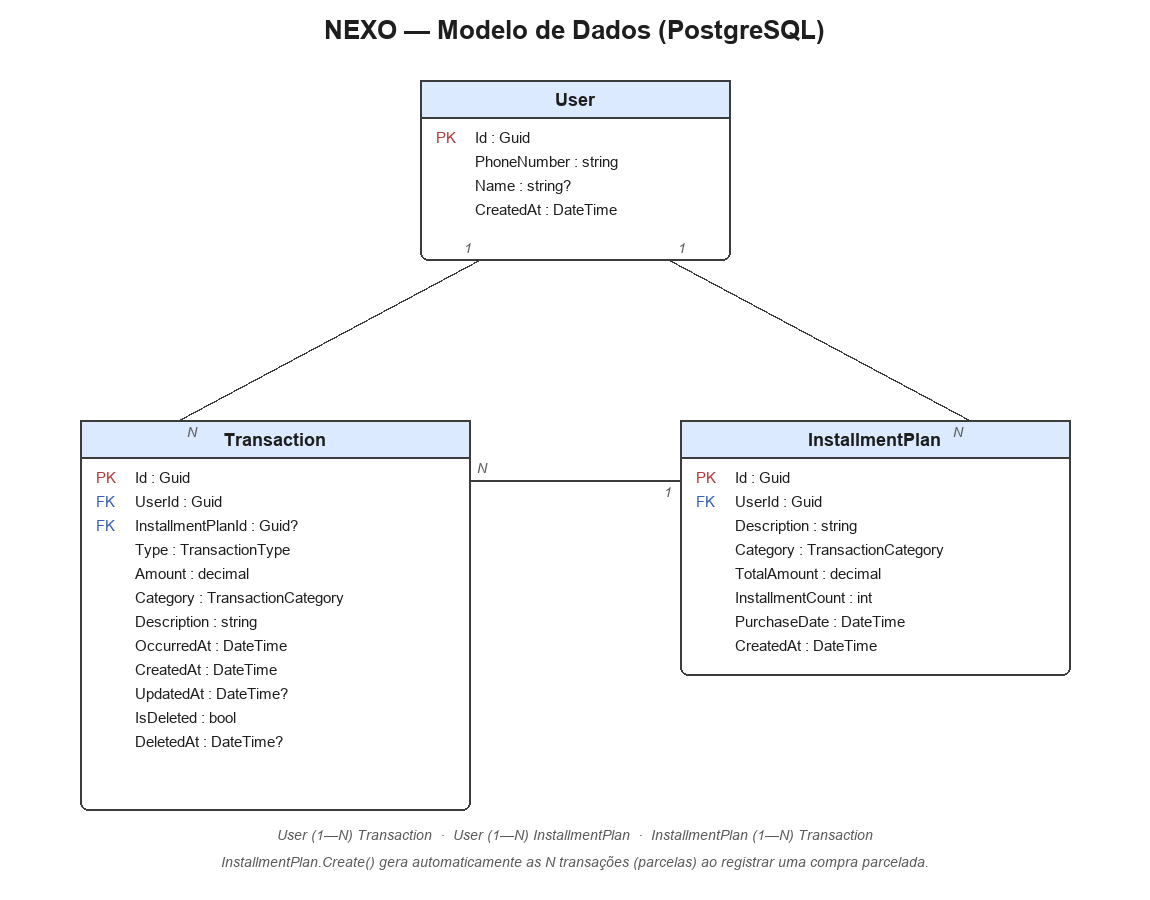 NEXO — Modelo de Dados (PostgreSQL)
User
PK Id : Guid
PhoneNumber : string
Name : string?
CreatedAt : DateTime
1
1
N
Transaction
PK Id : Guid
FK UserId : Guid
FK InstallmentPlanId : Guid?
Type : TransactionType
Amount : decimal
Category : TransactionCategory
Description : string
OccurredAt : DateTime
CreatedAt : DateTime
UpdatedAt : DateTime?
IsDeleted : bool
DeletedAt : DateTime?
N
1
InstallmentPlan
N
PK Id : Guid
FK UserId : Guid
Description : string
Category : TransactionCategory
TotalAmount : decimal
InstallmentCount : int
PurchaseDate : DateTime
CreatedAt : DateTime
User (1—N) Transaction · User (1—N) InstallmentPlan · InstallmentPlan (1—N) Transaction
InstallmentPlan.Create() gera automaticamente as N transações (parcelas) ao registrar uma compra parcelada.